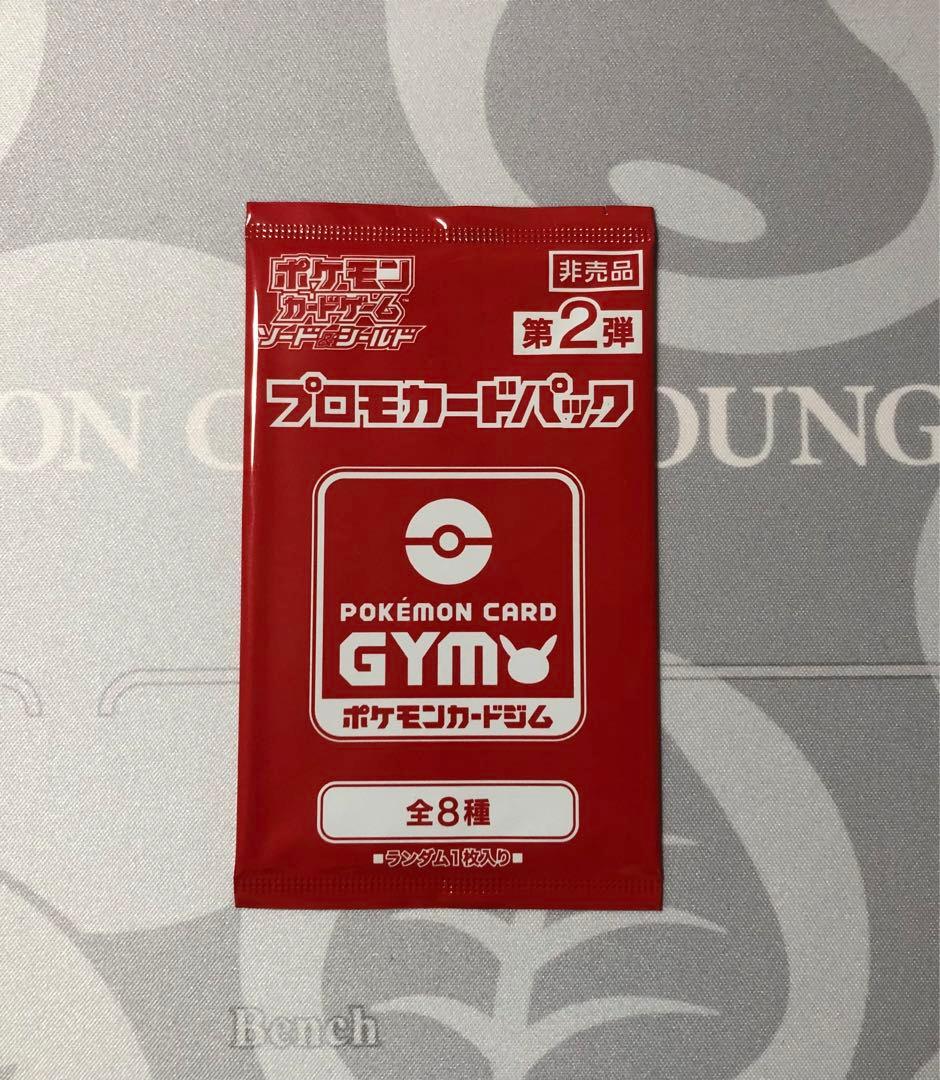 ポケモン
カードゲーム™
ソード&シールド
非売品
第2弾
プロモカードパック
POKÉMON CARD
GYM
ポケモンカードジム
全8種
■ランダム1枚入り■
ON C
OUNG
Bench